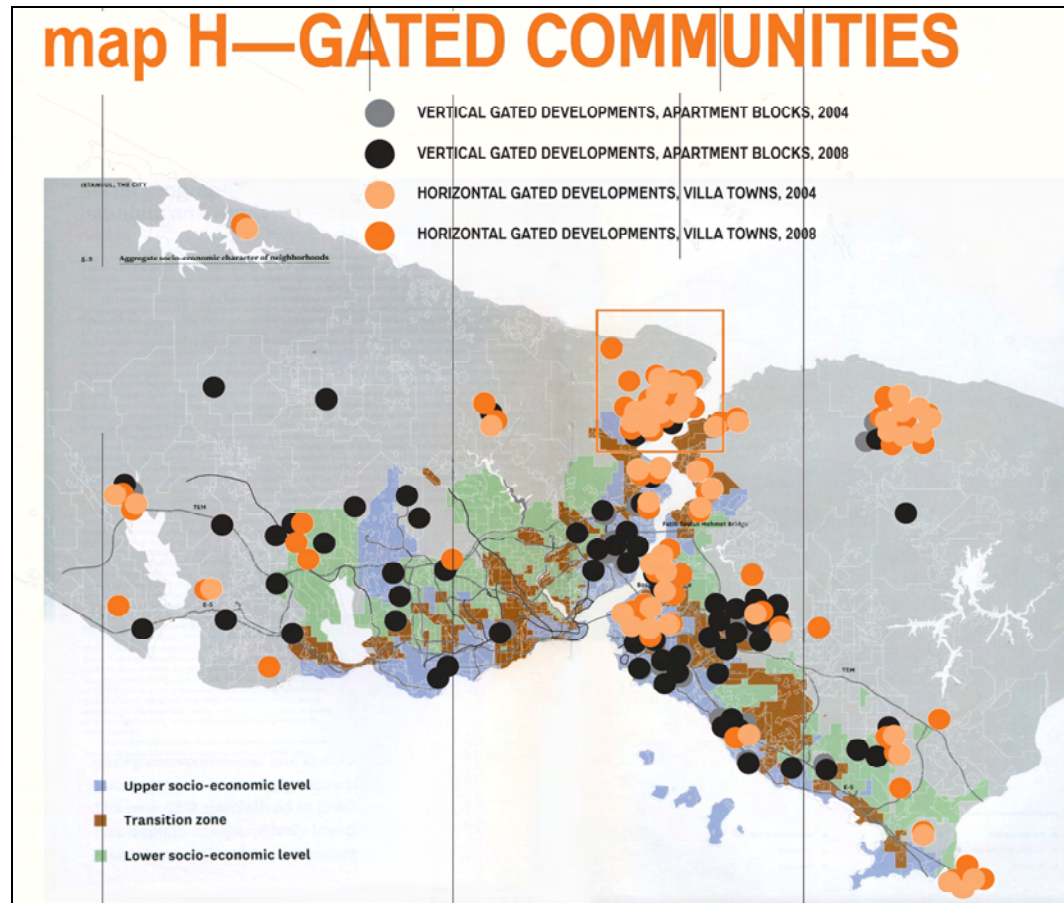 map H—GATED COMMUNITIES
VERTICAL GATED DEVELOPMENTS, APARTMENT BLOCKS, 2004
VERTICAL GATED DEVELOPMENTS, APARTMENT BLOCKS, 2008
HORIZONTAL GATED DEVELOPMENTS, VILLA TOWNS, 2004
HORIZONTAL GATED DEVELOPMENTS, VILLA TOWNS, 2008
ISTANBUL, THE CITY
5.2 Aggregate socio-economic character of neighborhoods
TEM
Fatih Sultan Mehmet Bridge
E-5
TEM
E-5
Upper socio-economic level
Transition zone
Lower socio-economic level